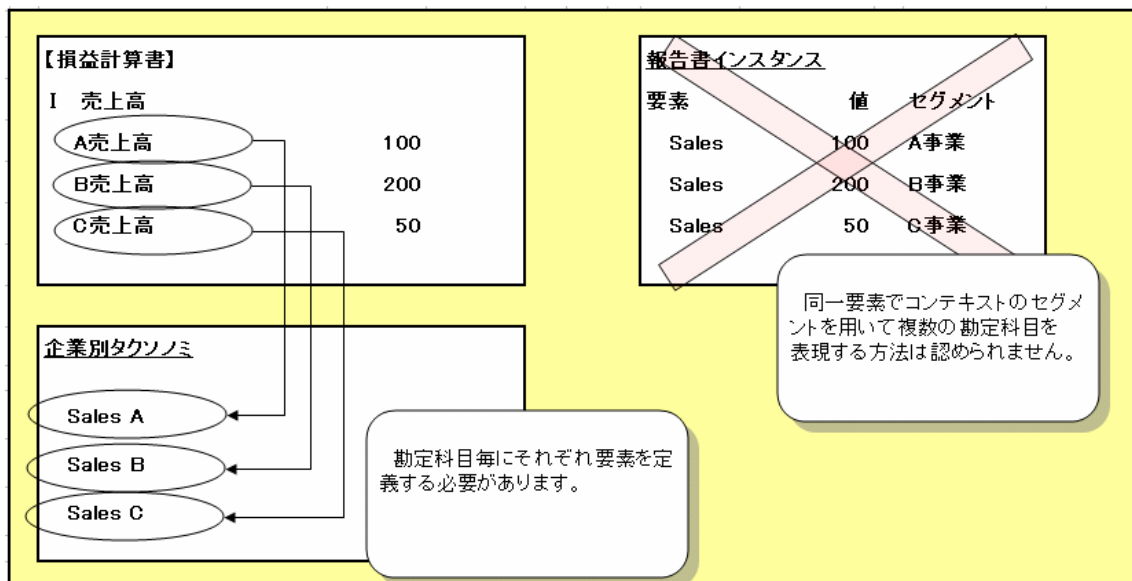 【損益計算書】
Ⅰ 売上高
A売上高 100
B売上高 200
C売上高 50
報告書インスタンス
要素 値 セグメント
Sales 100 A事業
Sales 200 B事業
Sales 50 C事業
同一要素でコンテキストのセグメ
ントを用いて複数の勘定科目を
表現する方法は認められません。
企業別タクソノミ
Sales A
Sales B
Sales C
勘定科目毎にそれぞれ要素を定
義する必要があります。